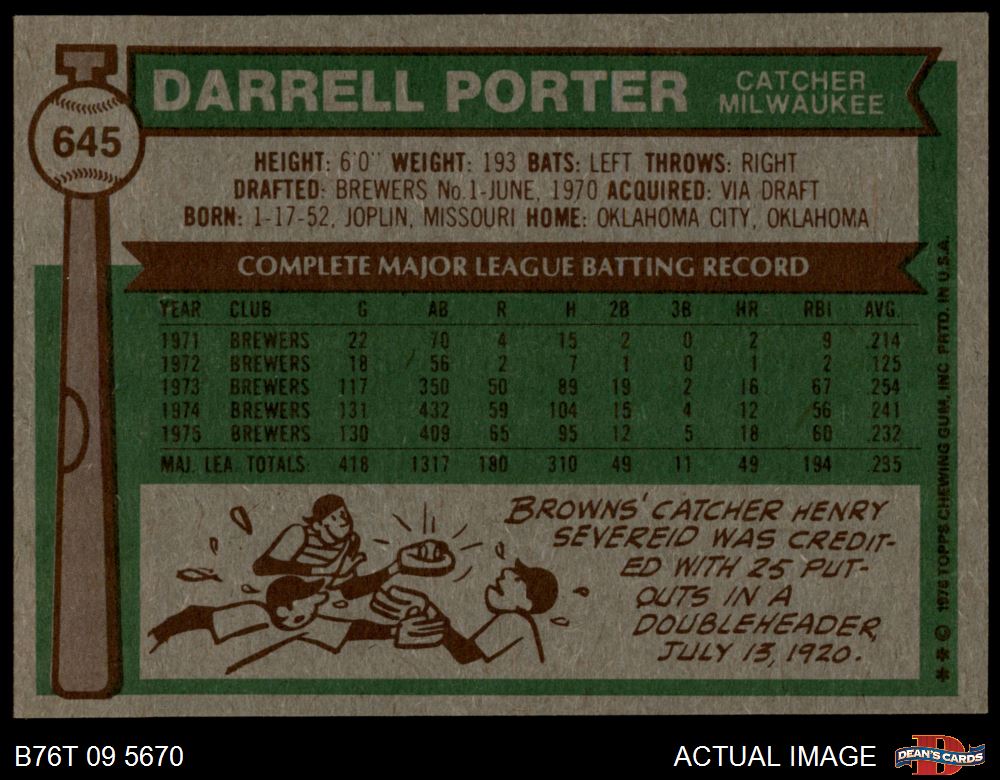 645
DARRELL PORTER
CATCHER
MILWAUKEE
HEIGHT: 6'0" WEIGHT: 193 BATS: LEFT THROWS: RIGHT
DRAFTED: BREWERS No.1-JUNE, 1970 ACQUIRED: VIA DRAFT
BORN: 1-17-52, JOPLIN, MISSOURI HOME: OKLAHOMA CITY, OKLAHOMA
COMPLETE MAJOR LEAGUE BATTING RECORD
YEAR CLUB G AB R H 2B 3B HR RBI AVG.
1971 BREWERS 22 70 4 15 2 0 2 9 .214
1972 BREWERS 18 56 2 7 1 0 1 2 .125
1973 BREWERS 117 350 50 89 19 2 16 67 .254
1974 BREWERS 131 432 59 104 15 4 12 56 .241
1975 BREWERS 130 409 65 95 12 5 18 60 .232
MAJ. LEA. TOTALS: 418 1317 180 310 49 11 49 194 .235
BROWNS' CATCHER HENRY
SEVEREID WAS CREDIT-
ED WITH 25 PUT-
OUTS IN A
DOUBLEHEADER,
JULY 13, 1920.
** © 1976 TOPPS CHEWING GUM, INC PRTD. IN U.S.A.
B76T 09 5670
ACTUAL IMAGE
D
DEAN'S CARDS